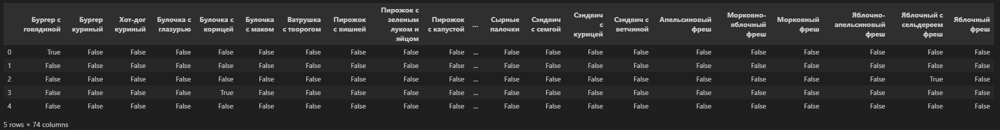 Бургер с говядиной Бургер куриный Хот-дог куриный Булочка с глазурью Булочка с корицей Булочка с маком Ватрушка с творогом Пирожок с вишней Пирожок с зеленым луком и яйцом Пирожок с капустой ... Сырные палочки Сэндвич с семгой Сэндвич с курицей Сэндвич с ветчиной Апельсиновый фреш Морковно-яблочный фреш Морковный фреш Яблочно-апельсиновый фреш Яблочный с сельдереем фреш Яблочный фреш
0 True False False False False False False False False False ... False False False False False False False False False False
1 False False False False False False False False False False ... False False False False False False False False False False
2 False False False False False False False False False False ... False False False False False False False False True False
3 False False False False True False False False False False ... False False False False False False False False False False
4 False False False False False False False False False False ... False False False False False False False False False False
5 rows × 74 columns